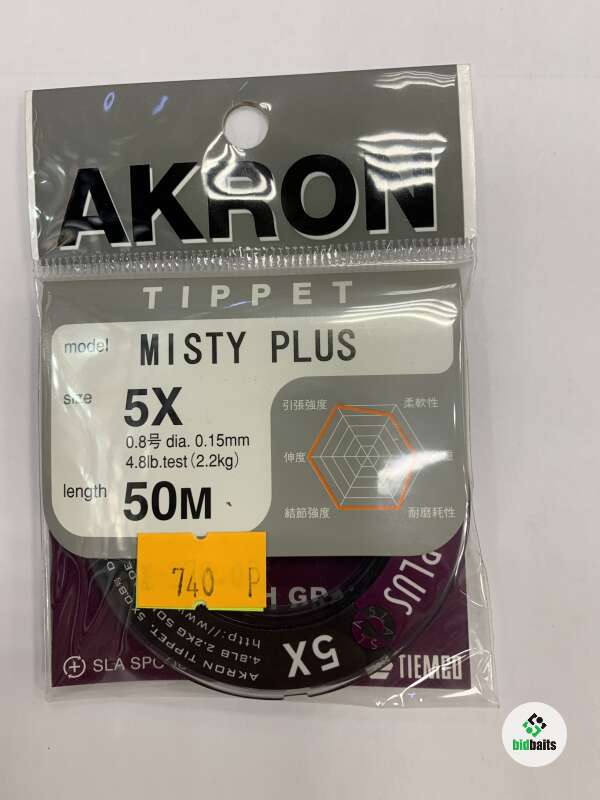 AKRON
TIPPET
model MISTY PLUS
size 5X
0.8号 dia. 0.15mm
4.8lb.test(2.2kg)
length 50M
引張強度 柔軟性
伸度
結節強度 耐磨耗性
740 P
PLUS
5X
AKRON TIPPET
4.8LB 2.2KG
http://
SLA
TIEMCO
bidbaits